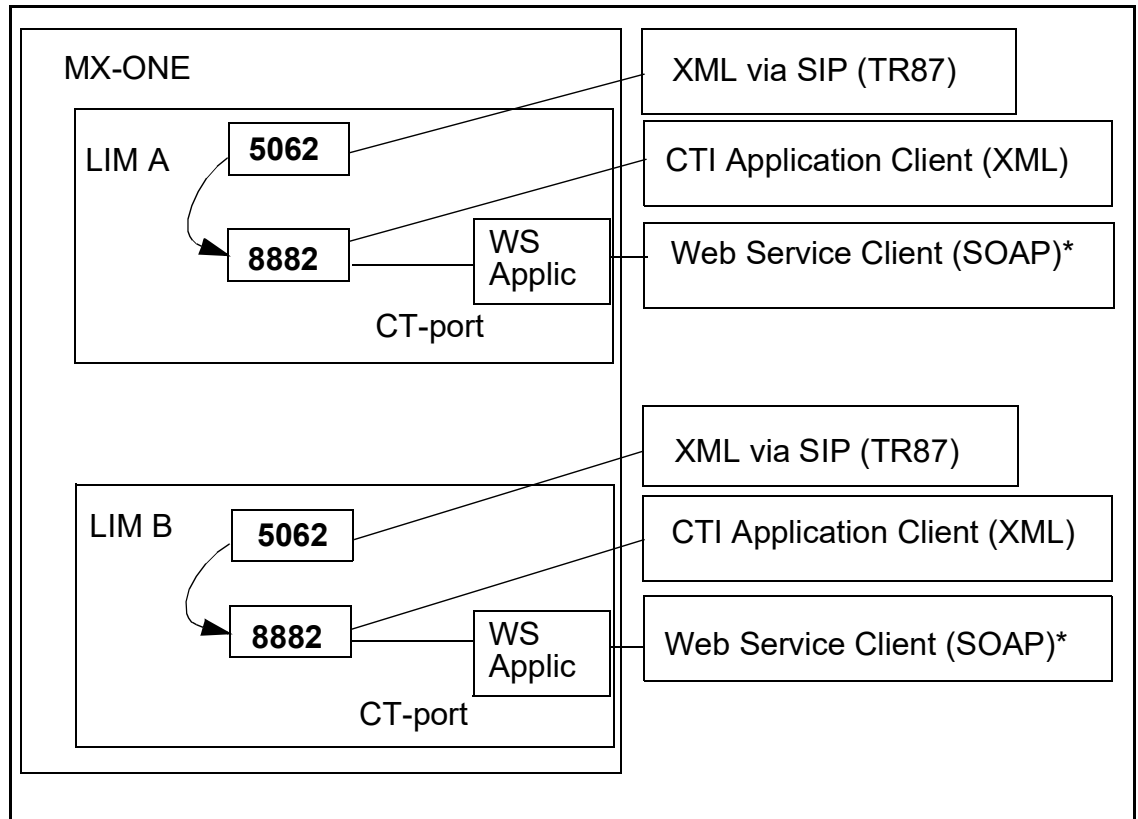 MX-ONE
XML via SIP (TR87)
LIM A
5062
CTI Application Client (XML)
8882
WS
Applic
Web Service Client (SOAP)*
CT-port
XML via SIP (TR87)
LIM B
5062
CTI Application Client (XML)
8882
WS
Applic
Web Service Client (SOAP)*
CT-port